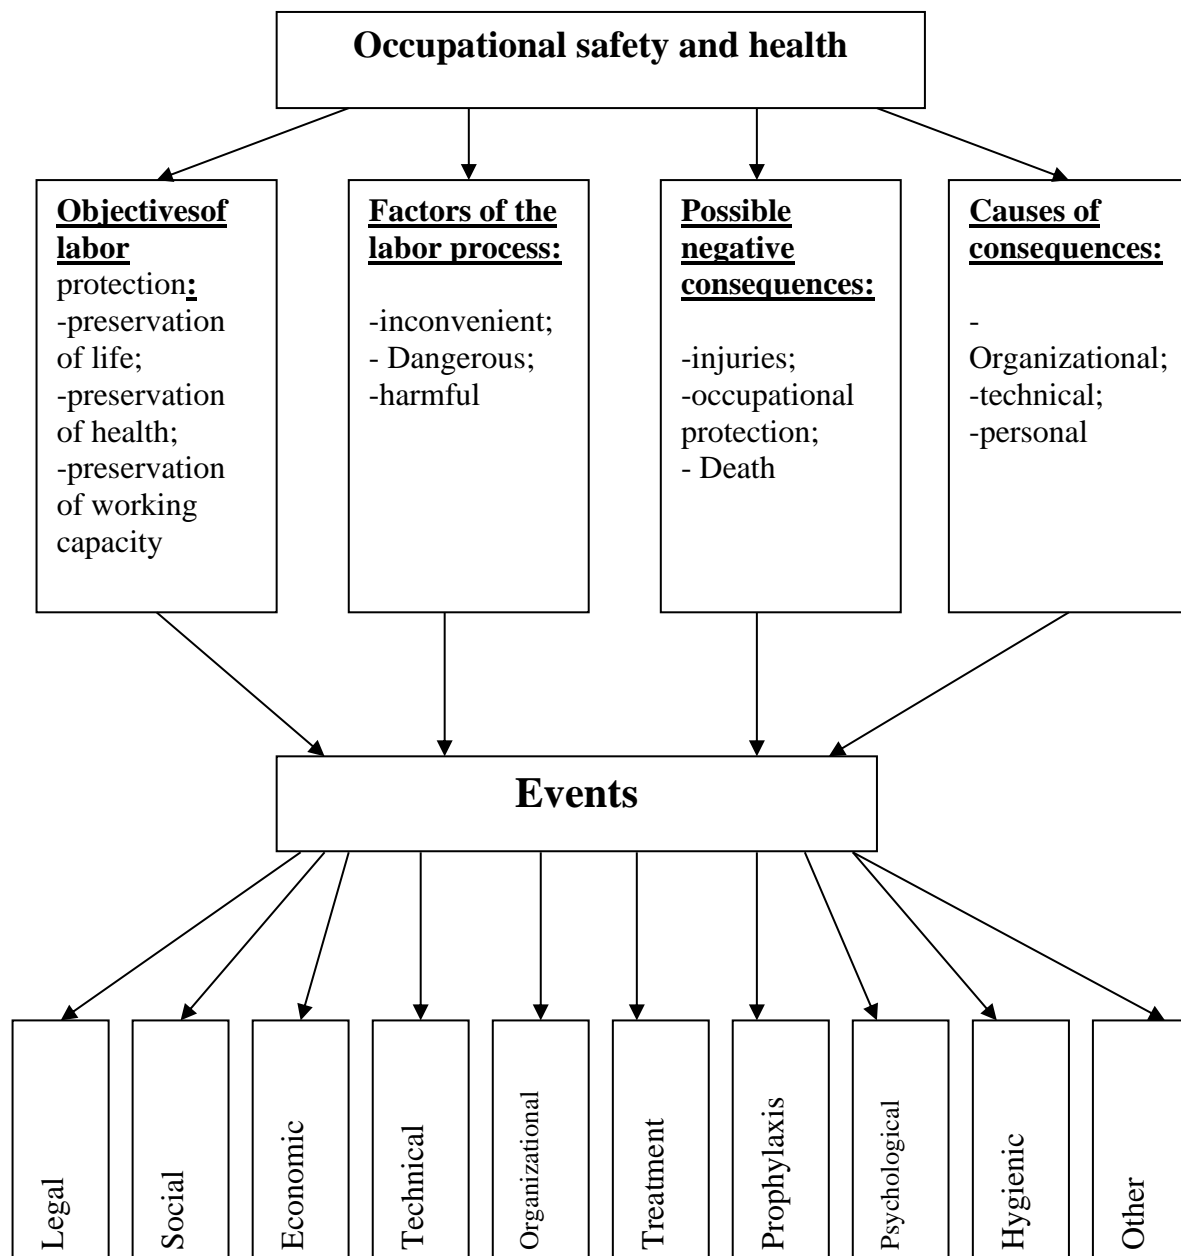 Occupational safety and health
Objectivesof
labor
protection:
-preservation
of life;
-preservation
of health;
-preservation
of working
capacity
Factors of the
labor process:
-inconvenient;
- Dangerous;
-harmful
Possible
negative
consequences:
-injuries;
-occupational
protection;
- Death
Causes of
consequences:
-
Organizational;
-technical;
-personal
Events
Legal
Social
Economic
Technical
Organizational
Treatment
Prophylaxis
Psychological
Hygienic
Other